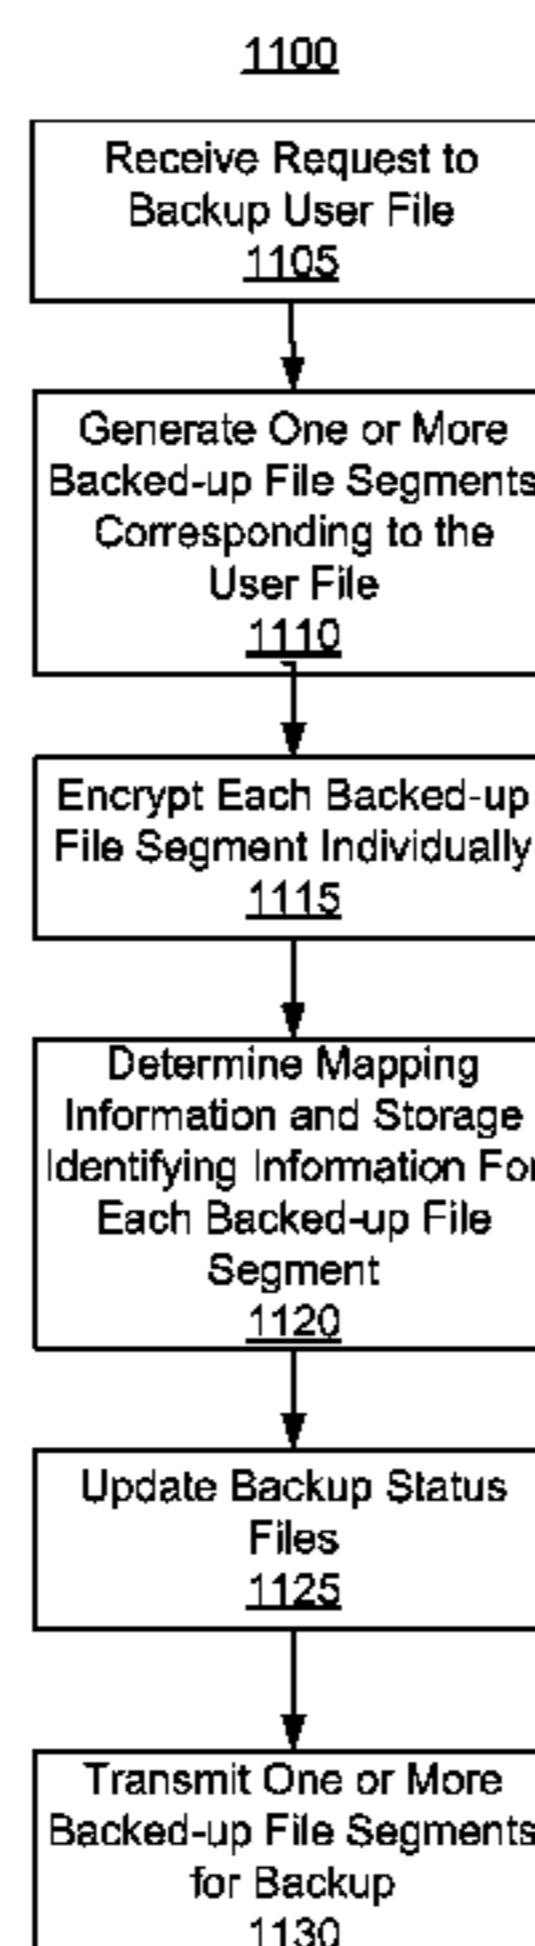 1100
Receive Request to
Backup User File
1105
Generate One or More
Backed-up File Segments
Corresponding to the
User File
1110
Encrypt Each Backed-up
File Segment Individually
1115
Determine Mapping
Information and Storage
Identifying Information For
Each Backed-up File
Segment
1120
Update Backup Status
Files
1125
Transmit One or More
Backed-up File Segments
for Backup
1130